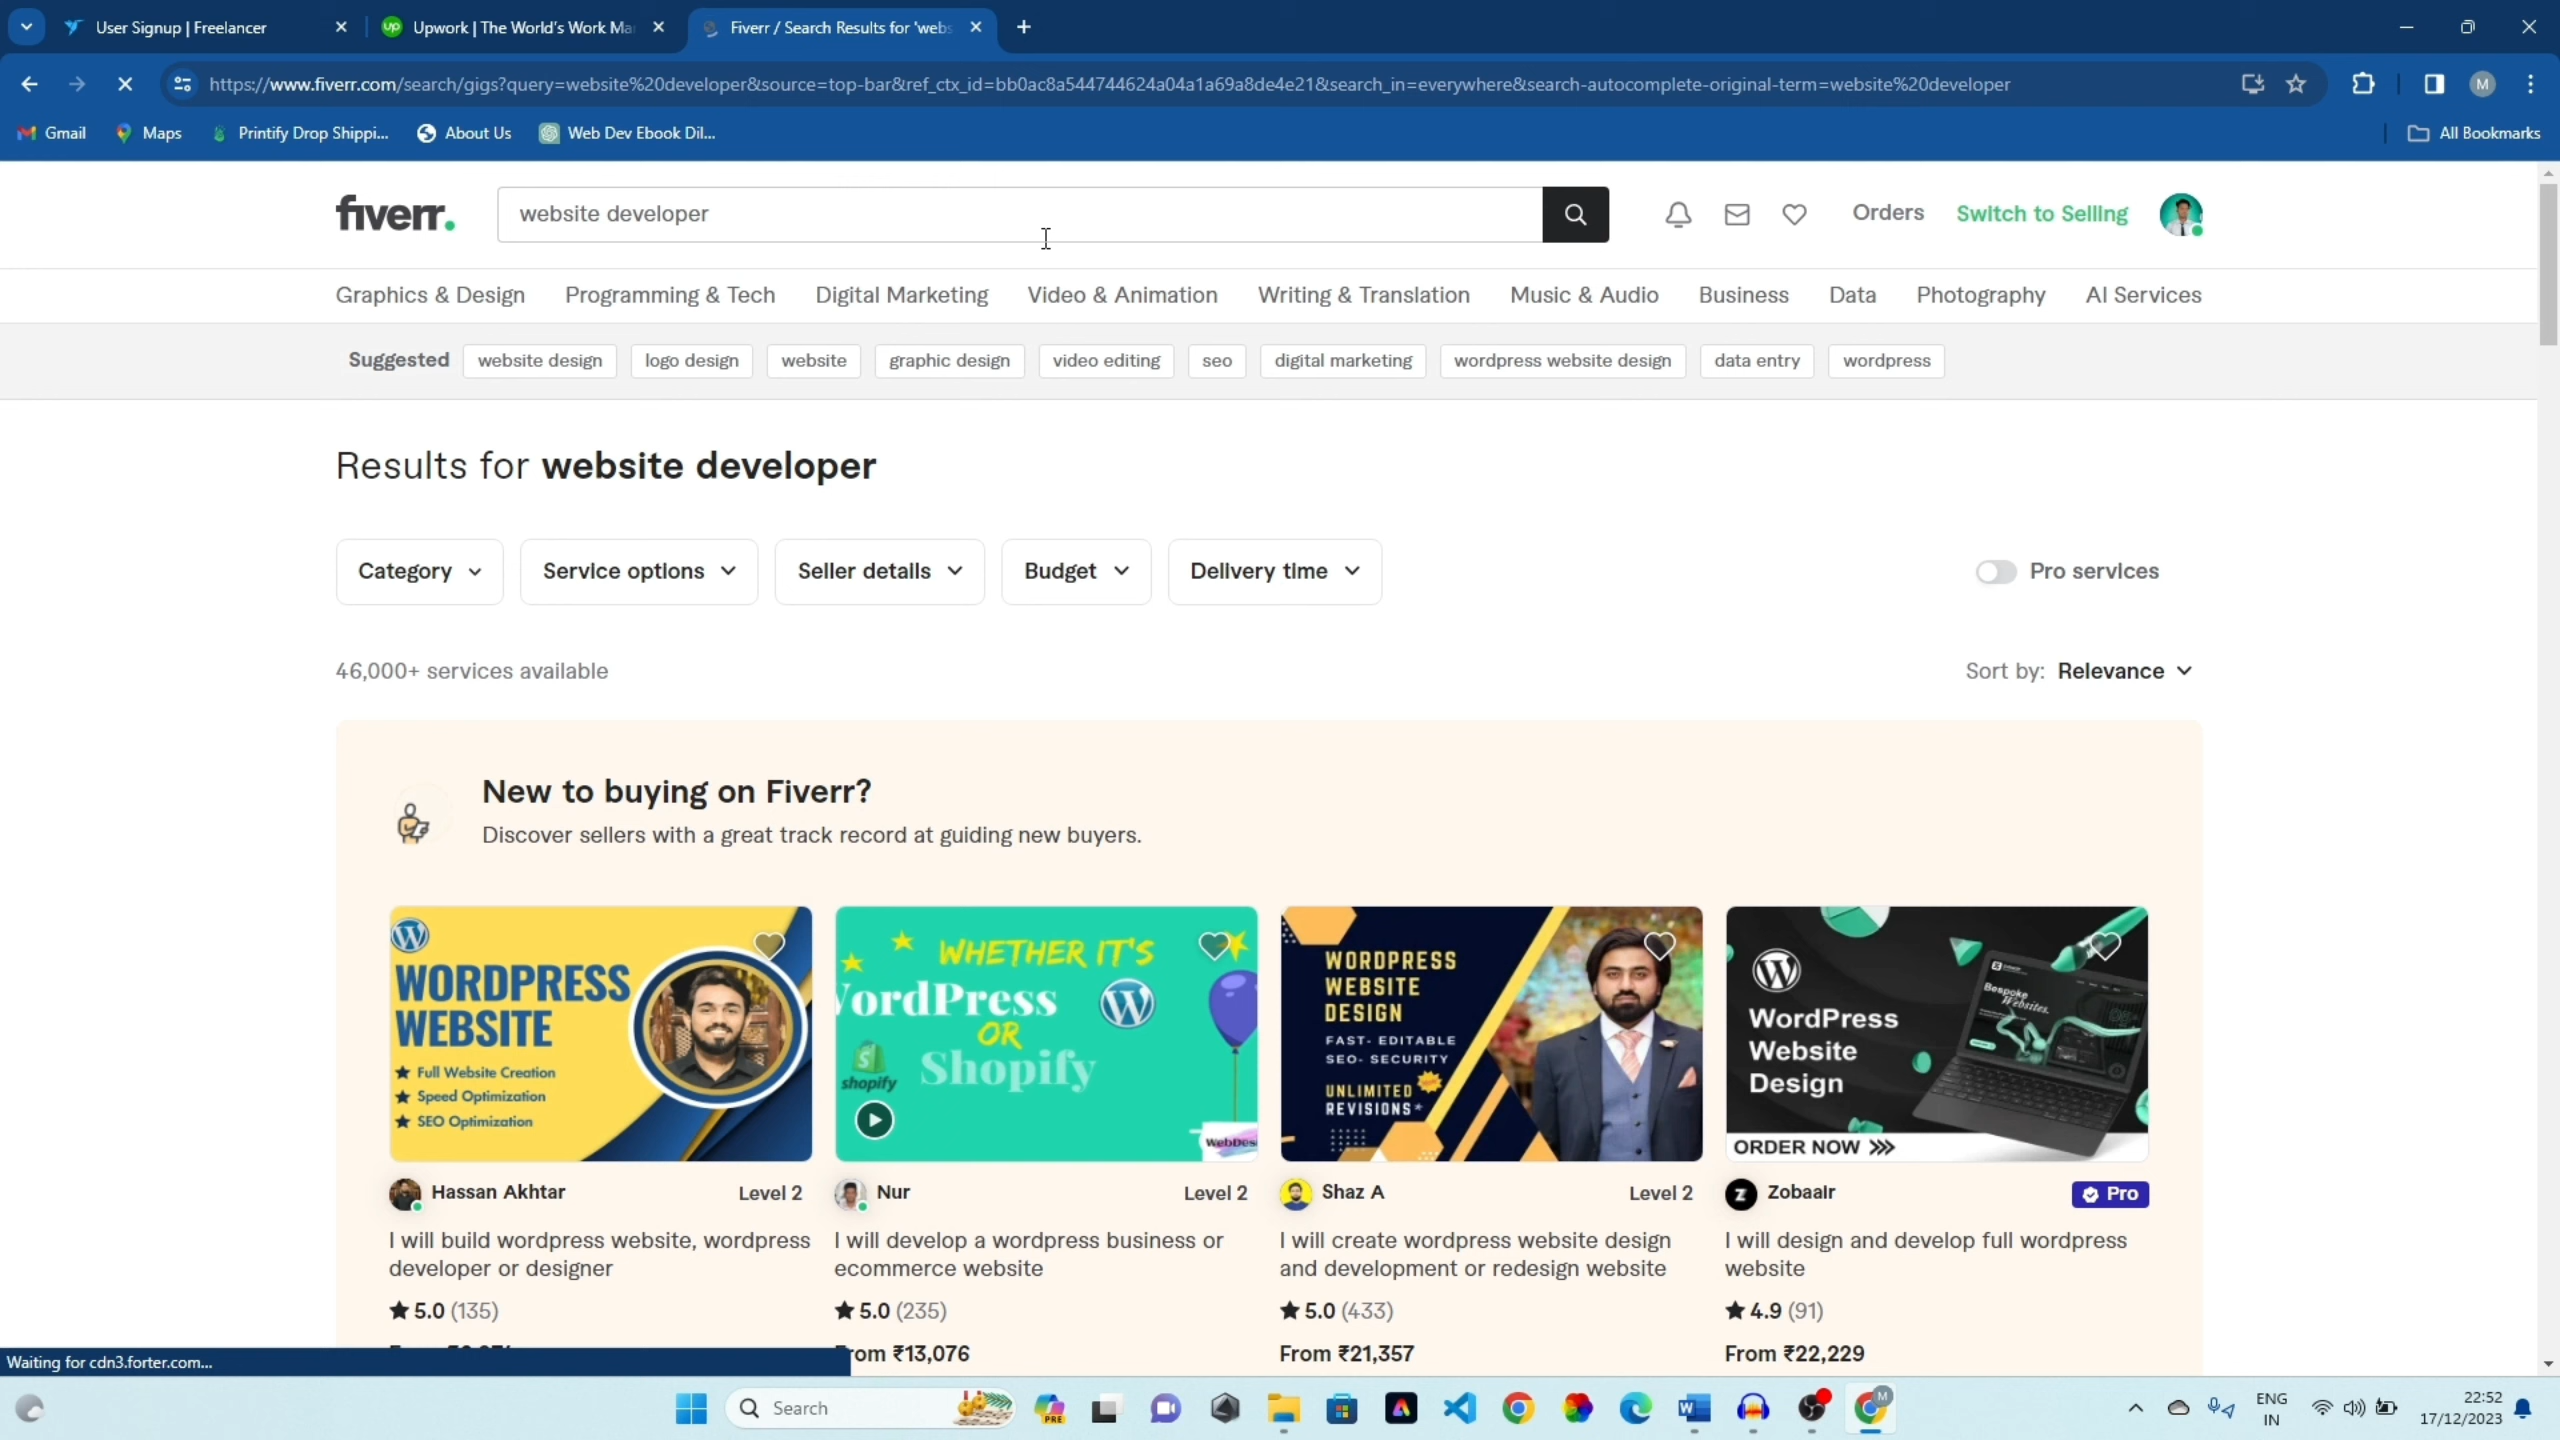 User Signup | Freelancer
Upwork | The World's Work Ma
Fiverr / Search Results for 'webs
https://www.fiverr.com/search/gigs?query=website%20developer&source=top-bar&ref_ctx_id=bb0ac8a544744624a04a1a69a8de4e21&search_in=everywhere&search-autocomplete-original-term=website%20developer
M
Gmail
Maps
Printify Drop Shippi...
About Us
Web Dev Ebook Dil...
All Bookmarks
fiverr.
website developer
Orders
Switch to Selling
Graphics & Design
Programming & Tech
Digital Marketing
Video & Animation
Writing & Translation
Music & Audio
Business
Data
Photography
AI Services
Suggested
website design
logo design
website
graphic design
video editing
seo
digital marketing
wordpress website design
data entry
wordpress
Results for website developer
Category
Service options
Seller details
Budget
Delivery time
Pro services
46,000+ services available
Sort by: Relevance
New to buying on Fiverr?
Discover sellers with a great track record at guiding new buyers.
WORDPRESS
WEBSITE
Full Website Creation
Speed Optimization
SEO Optimization
WHETHER IT'S
WordPress
OR
Shopify
shopify
WebDes
WORDPRESS
WEBSITE
DESIGN
FAST- EDITABLE
SEO- SECURITY
UNLIMITED
REVISIONS*
Bespoke
Websites.
WordPress
Website
Design
ORDER NOW
Hassan Akhtar
Level 2
I will build wordpress website, wordpress
developer or designer
5.0 (135)
Nur
Level 2
I will develop a wordpress business or
ecommerce website
5.0 (235)
From ₹13,076
Shaz A
Level 2
I will create wordpress website design
and development or redesign website
5.0 (433)
From ₹21,357
Zobaair
Pro
I will design and develop full wordpress
website
4.9 (91)
From ₹22,229
Waiting for cdn3.forter.com...
Search
PRE
M
ENG
IN
22:52
17/12/2023